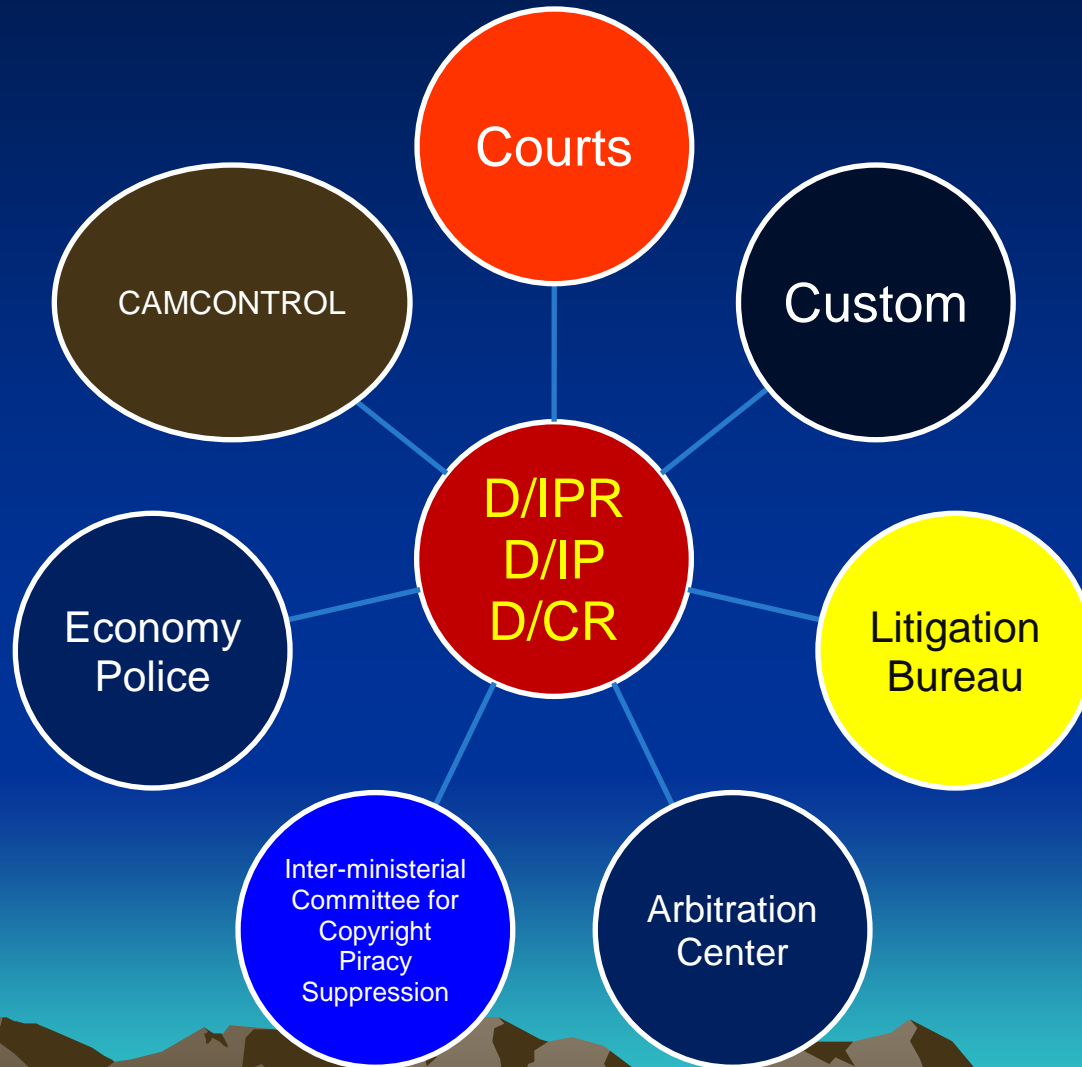 Courts
CAMCONTROL
Custom
D/IPR
D/IP
D/CR
Economy
Police
Litigation
Bureau
Inter-ministerial
Committee for
Copyright
Piracy
Suppression
Arbitration
Center